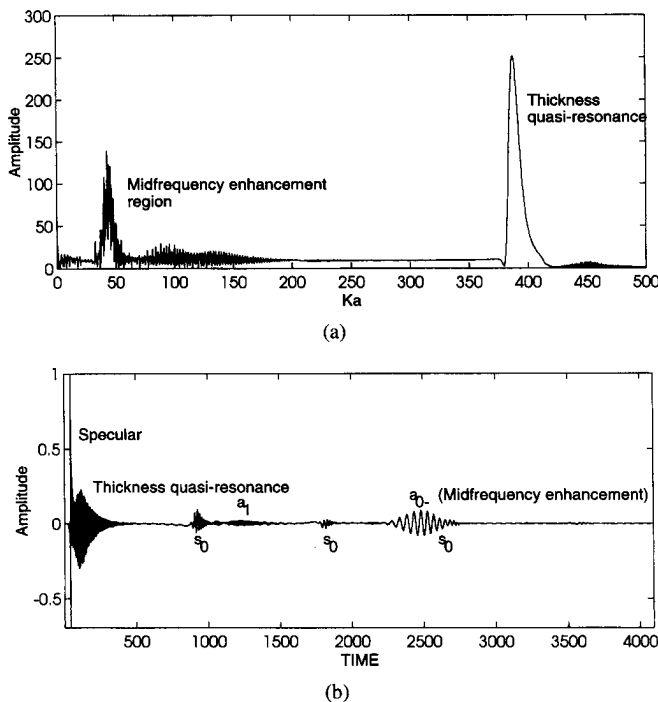 300
250
200
150
100
50
0
Amplitude
Midfrequency enhancement
region
Thickness
quasi-resonance
0 50 100 150 200 250 300 350 400 450 500
Ka
(a)
1
0.5
0
-0.5
Amplitude
Specular
Thickness quasi-resonance
a1
a0- (Midfrequency enhancement)
s0 s0 s0
500 1000 1500 2000 2500 3000 3500 4000
TIME
(b)